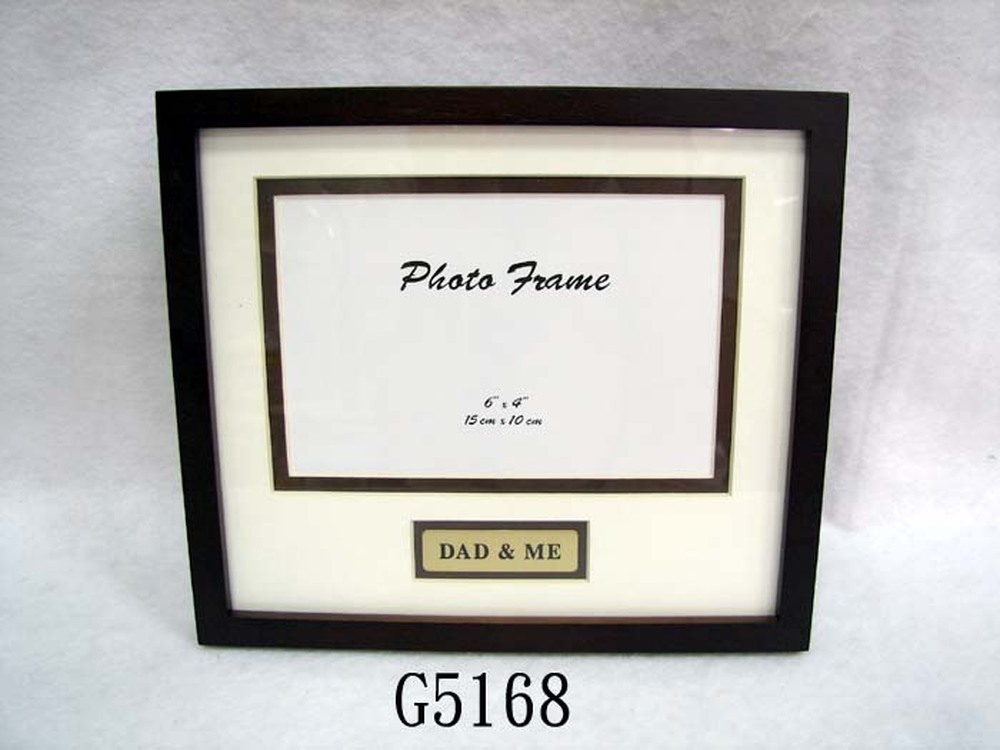 Photo Frame
6" x 4"
15 cm x 10 cm
DAD & ME
G5168